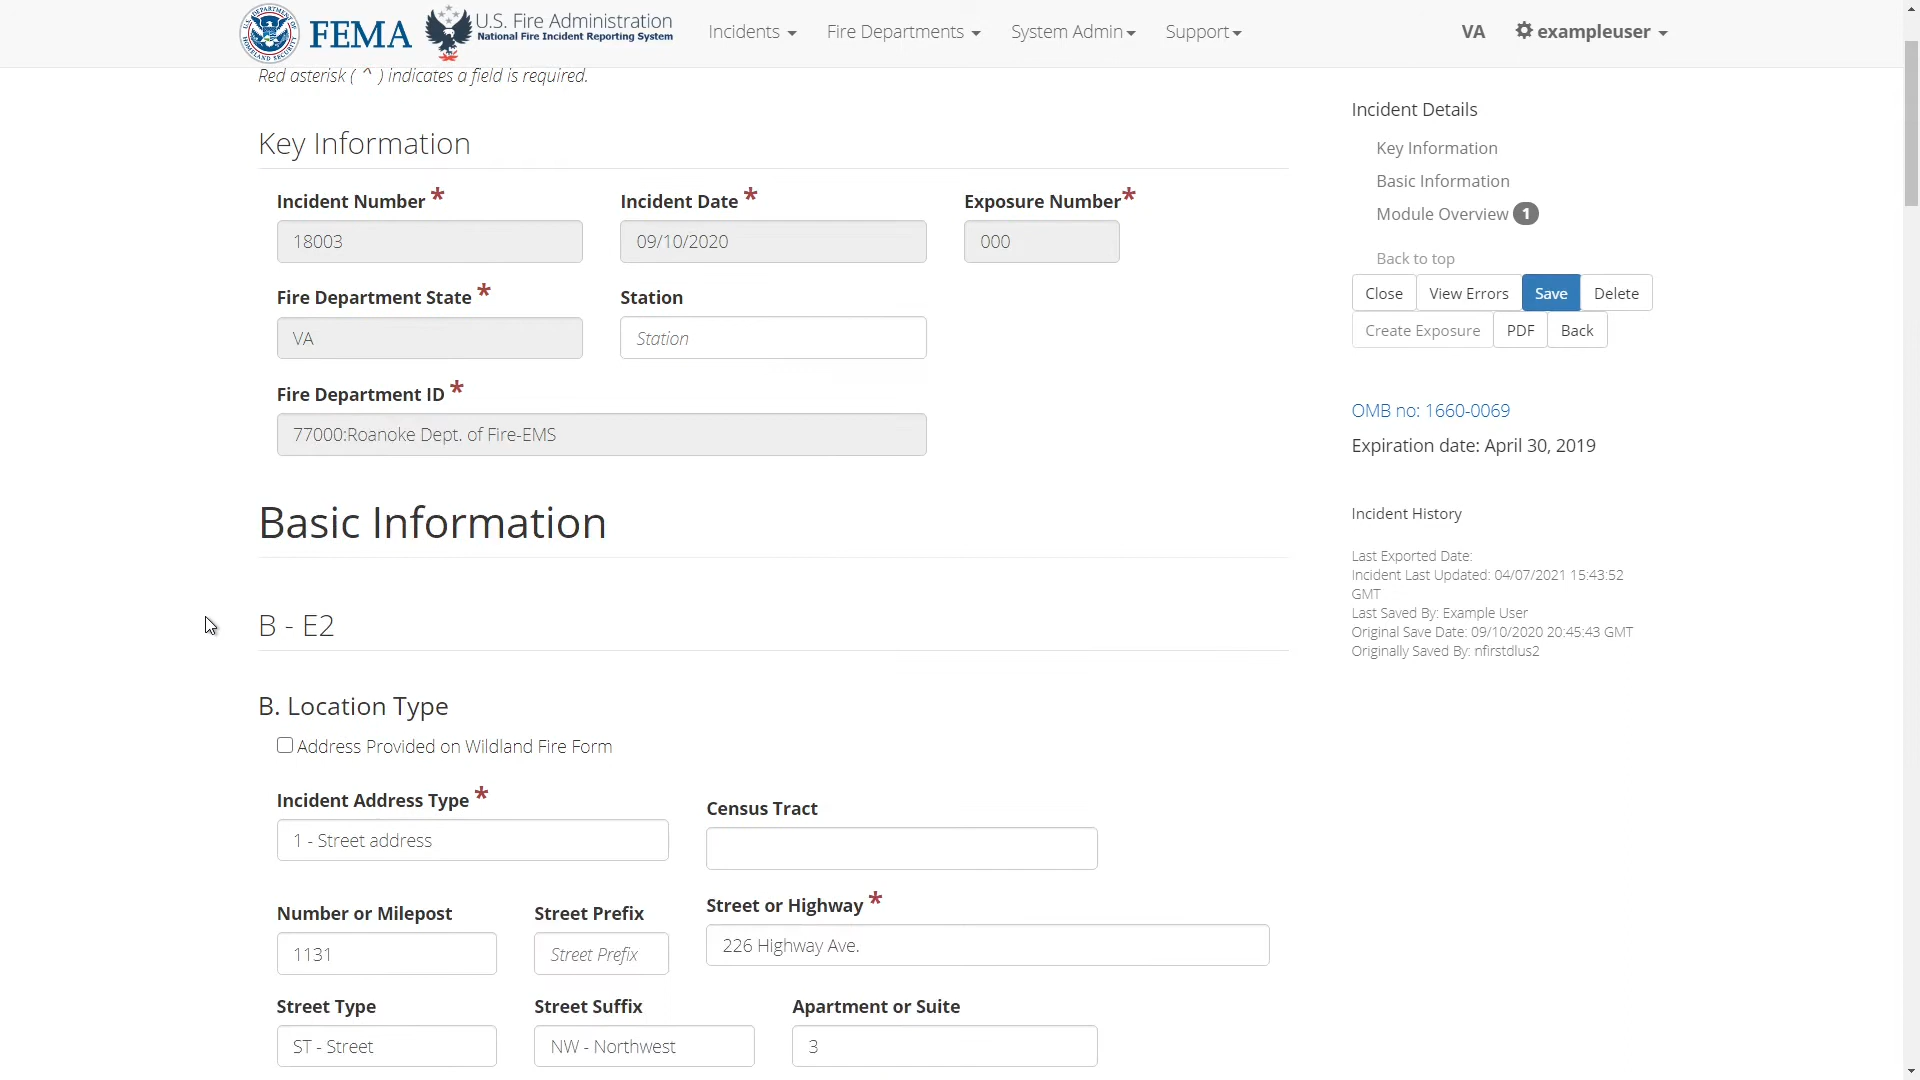 FEMA
U.S. Fire Administration
National Fire Incident Reporting System
Incidents
Fire Departments
System Admin
Support
VA
exampleuser
Red asterisk ( * ) indicates a field is required.
Key Information
Incident Number *
Incident Date *
Exposure Number *
18003
09/10/2020
000
Fire Department State *
Station
VA
Station
Fire Department ID *
77000:Roanoke Dept. of Fire-EMS
Basic Information
B - E2
B. Location Type
Address Provided on Wildland Fire Form
Incident Address Type *
Census Tract
1 - Street address
Number or Milepost
Street Prefix
Street or Highway *
1131
Street Prefix
226 Highway Ave.
Street Type
Street Suffix
Apartment or Suite
ST - Street
NW - Northwest
3
Incident Details
Key Information
Basic Information
Module Overview 1
Back to top
Close
View Errors
Save
Delete
Create Exposure
PDF
Back
OMB no: 1660-0069
Expiration date: April 30, 2019
Incident History
Last Exported Date:
Incident Last Updated: 04/07/2021 15:43:52
GMT
Last Saved By: Example User
Original Save Date: 09/10/2020 20:45:43 GMT
Originally Saved By: nfirstdlus2